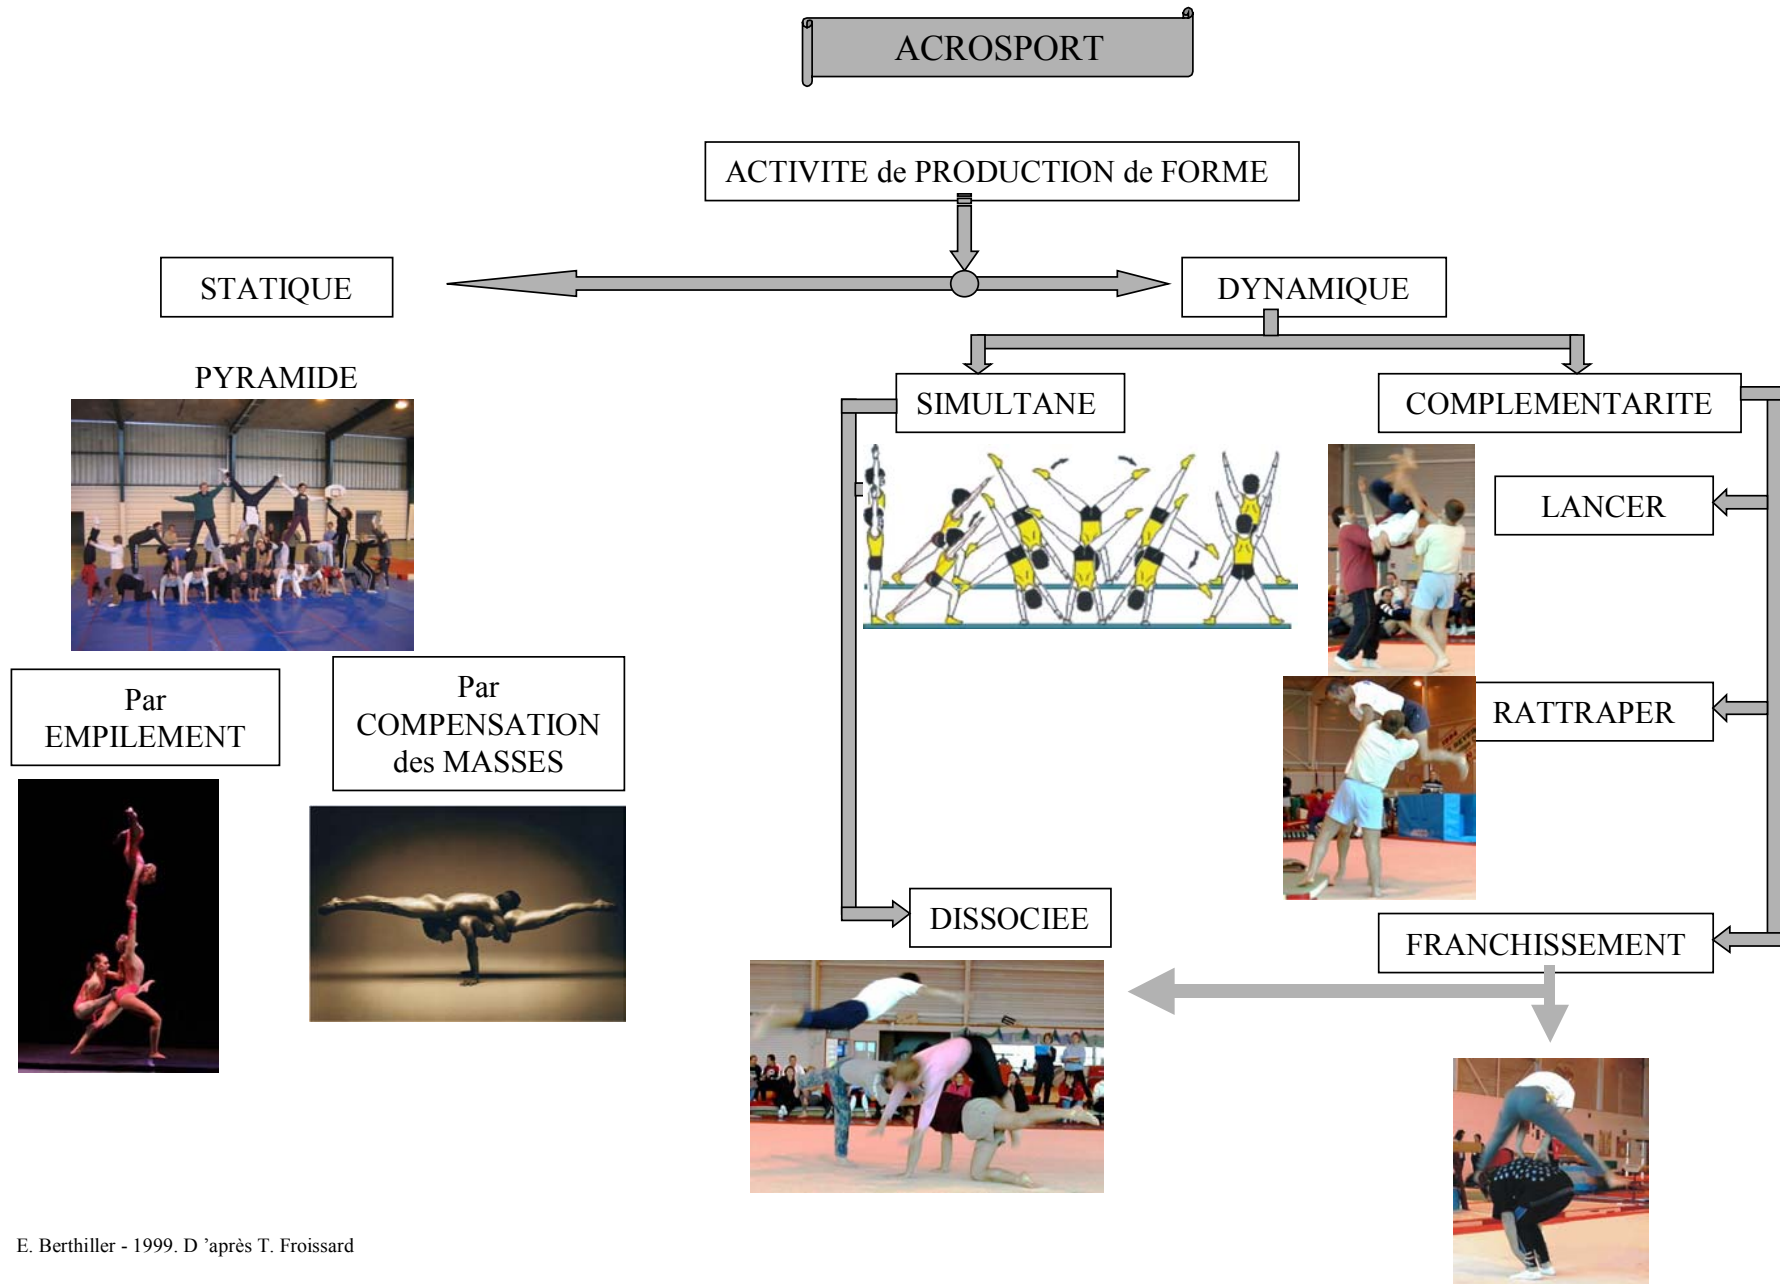 ACROSPORT
ACTIVITE de PRODUCTION de FORME
STATIQUE
DYNAMIQUE
PYRAMIDE
SIMULTANE
COMPLEMENTARITE
LANCER
Par
EMPILEMENT
Par
COMPENSATION
des MASSES
RATTRAPER
DISSOCIEE
FRANCHISSEMENT
E. Berthiller - 1999. D ’après T. Froissard